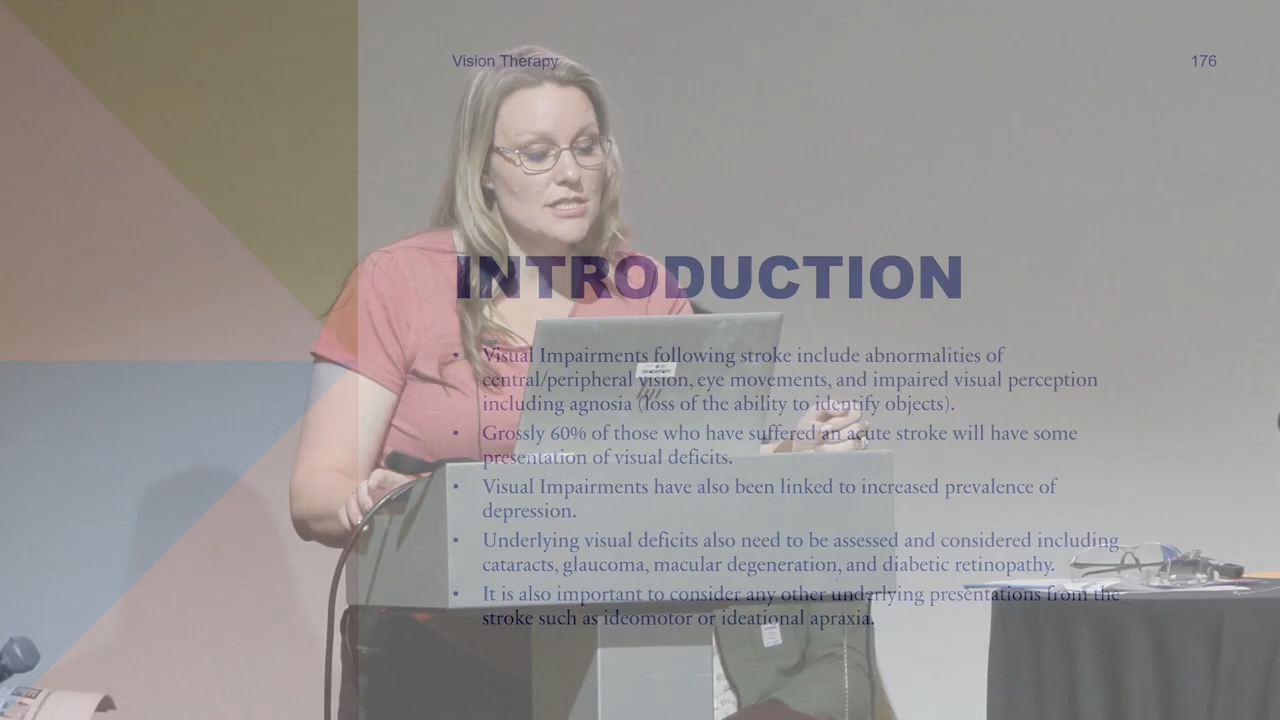 Vision Therapy 176
INTRODUCTION
• Visual Impairments following stroke include abnormalities of
central/peripheral vision, eye movements, and impaired visual perception
including agnosia (loss of the ability to identify objects).
• Grossly 60% of those who have suffered an acute stroke will have some
presentation of visual deficits.
• Visual Impairments have also been linked to increased prevalence of
depression.
• Underlying visual deficits also need to be assessed and considered including
cataracts, glaucoma, macular degeneration, and diabetic retinopathy.
• It is also important to consider any other underlying presentations from the
stroke such as ideomotor or ideational apraxia.